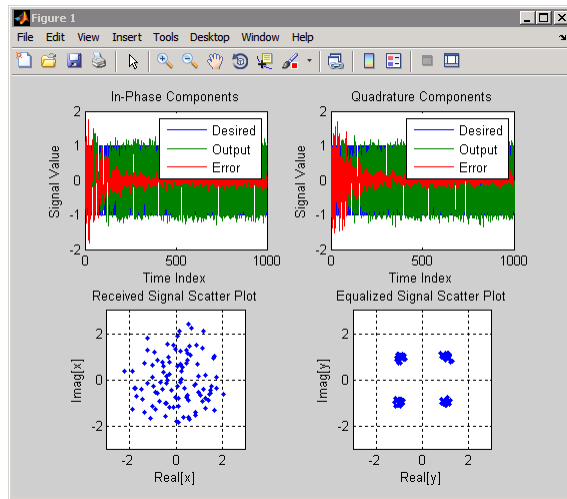 Figure 1
File Edit View Insert Tools Desktop Window Help
In-Phase Components
Quadrature Components
2
1
0
-1
-2
Signal Value
Desired
Output
Error
0
500
1000
Time Index
2
1
0
-1
-2
Signal Value
Desired
Output
Error
0
500
1000
Time Index
Received Signal Scatter Plot
Equalized Signal Scatter Plot
2
0
-2
Imag[x]
-2
0
2
Real[x]
2
0
-2
Imag[y]
-2
0
2
Real[y]